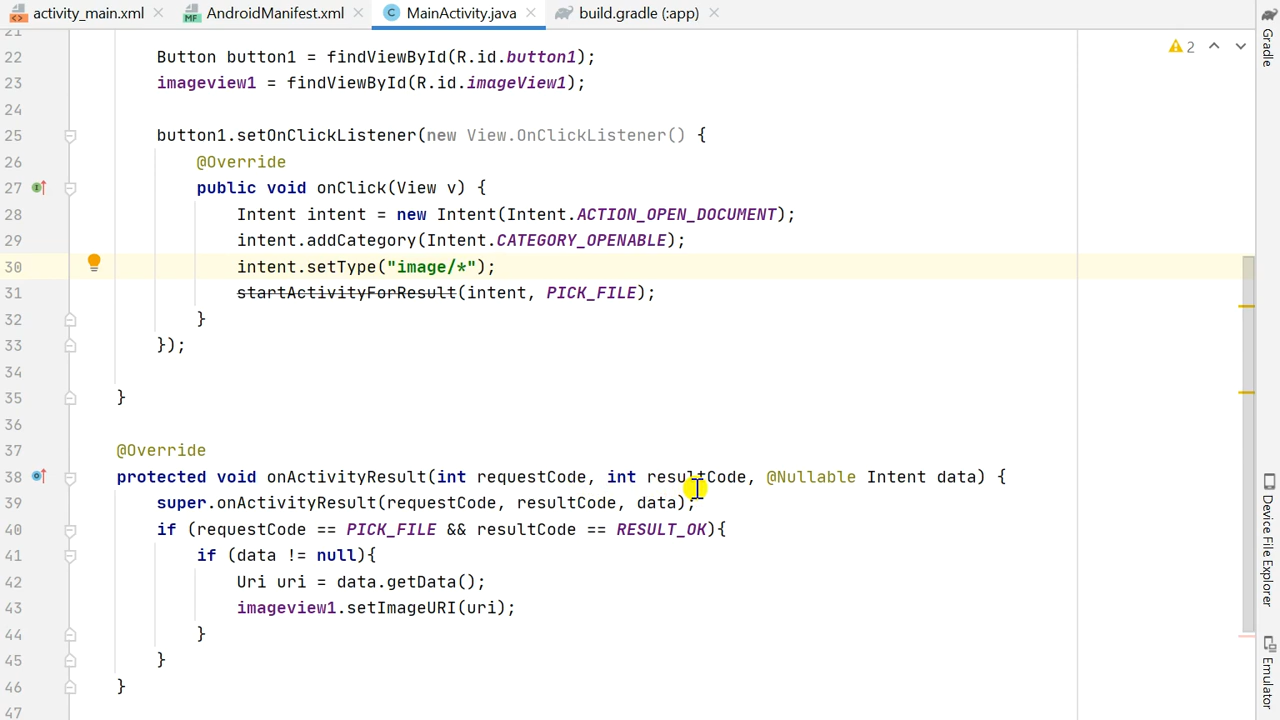 activity_main.xml AndroidManifest.xml MainActivity.java build.gradle (:app)
21
22 Button button1 = findViewById(R.id.button1);
23 imageview1 = findViewById(R.id.imageView1);
24
25 button1.setOnClickListener(new View.OnClickListener() {
26 @Override
27 public void onClick(View v) {
28 Intent intent = new Intent(Intent.ACTION_OPEN_DOCUMENT);
29 intent.addCategory(Intent.CATEGORY_OPENABLE);
30 intent.setType("image/*");
31 startActivityForResult(intent, PICK_FILE);
32 }
33 });
34
35 }
36
37 @Override
38 protected void onActivityResult(int requestCode, int resultCode, @Nullable Intent data) {
39 super.onActivityResult(requestCode, resultCode, data);
40 if (requestCode == PICK_FILE && resultCode == RESULT_OK){
41 if (data != null){
42 Uri uri = data.getData();
43 imageview1.setImageURI(uri);
44 }
45 }
46 }
47
2
Gradle
Device File Explorer
Emulator